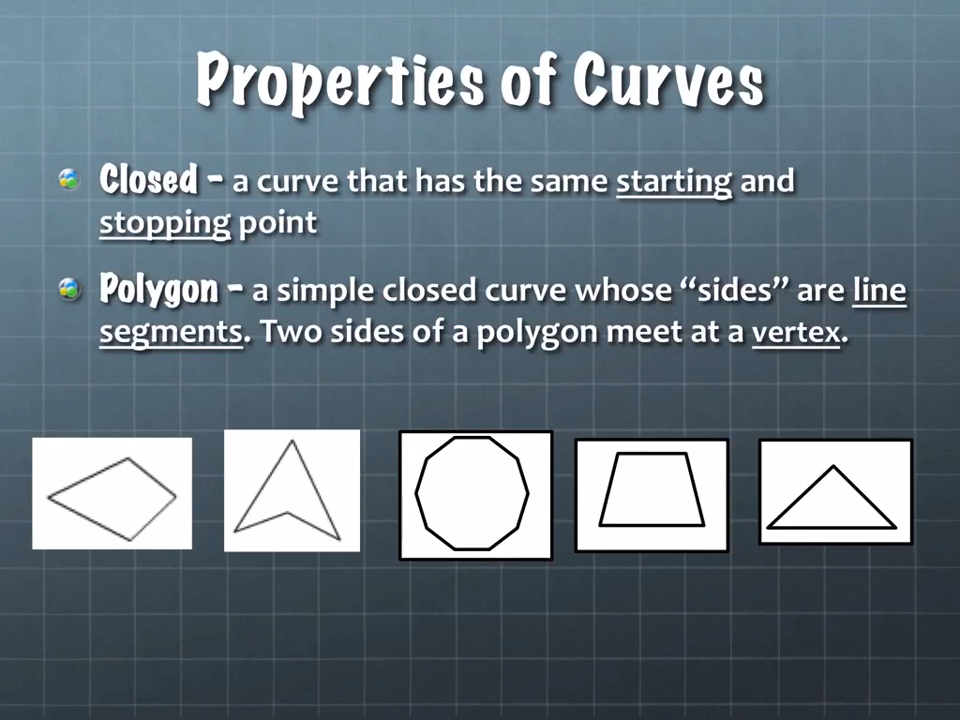 Properties of Curves
Closed – a curve that has the same starting and
stopping point
Polygon – a simple closed curve whose “sides” are line
segments. Two sides of a polygon meet at a vertex.